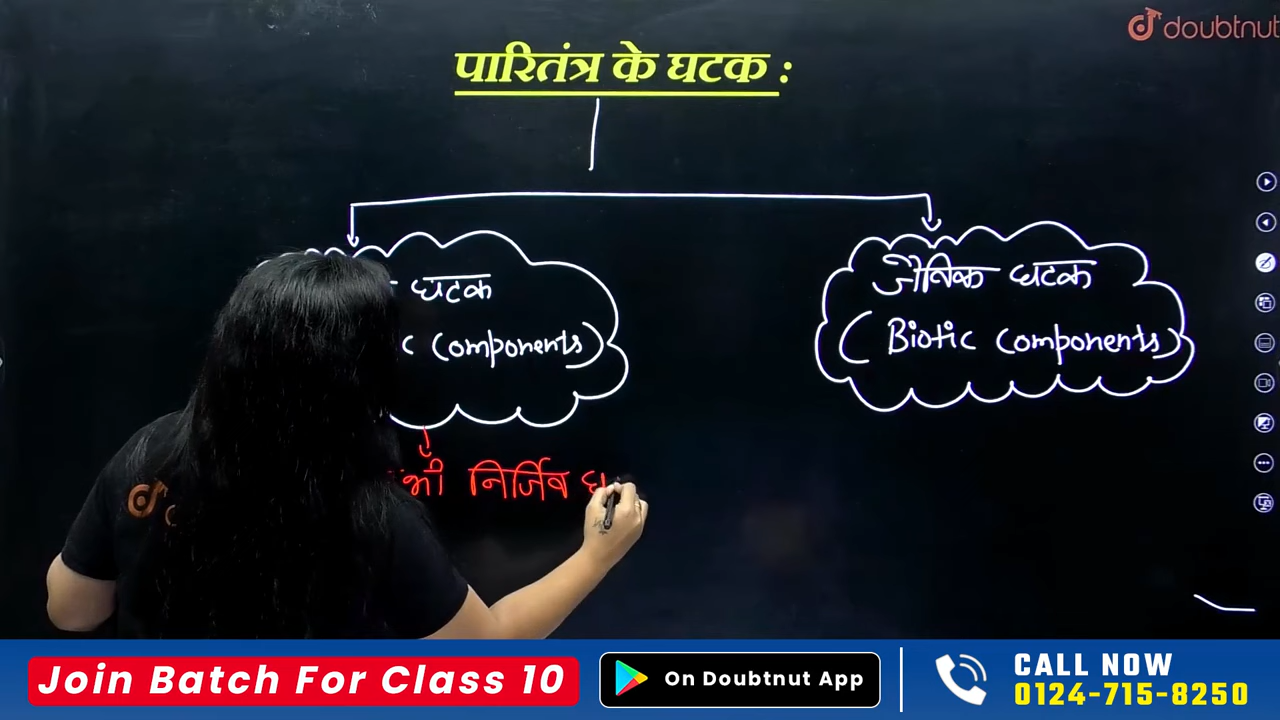 doubtnut
पारितंत्र के घटक :
घटक
c components)
जैविक घटक
( Biotic components)
भी निर्जिव घ
Join Batch For Class 10
On Doubtnut App
CALL NOW
0124-715-8250